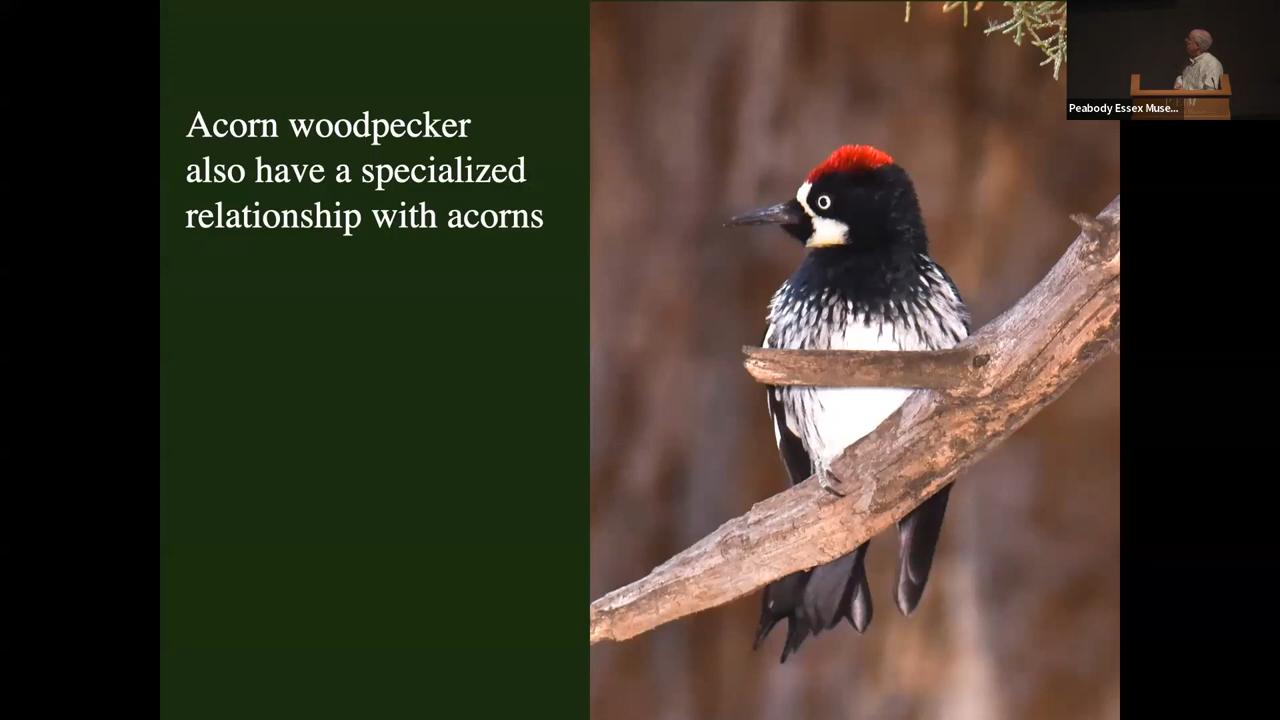 Acorn woodpecker
also have a specialized
relationship with acorns
Peabody Essex Muse...